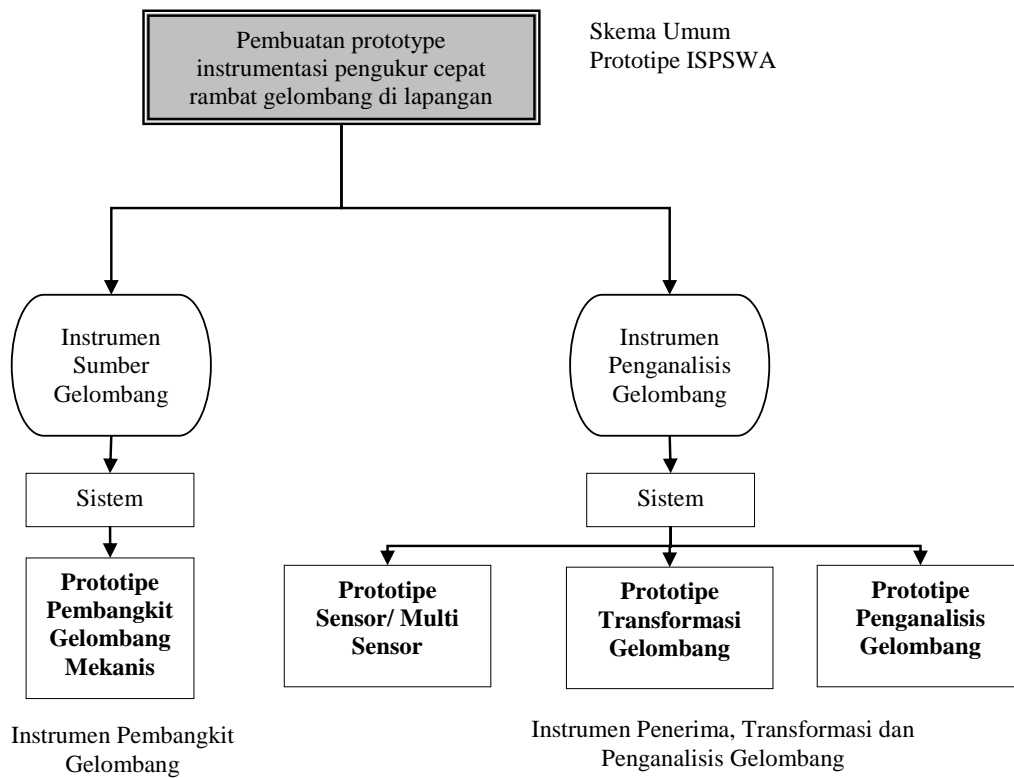 Pembuatan prototype
instrumentasi pengukur cepat
rambat gelombang di lapangan
Skema Umum
Prototipe ISPSWA
Instrumen
Sumber
Gelombang
Instrumen
Penganalisis
Gelombang
Sistem
Sistem
Prototipe
Pembangkit
Gelombang
Mekanis
Prototipe
Sensor/ Multi
Sensor
Prototipe
Transformasi
Gelombang
Prototipe
Penganalisis
Gelombang
Instrumen Pembangkit
Gelombang
Instrumen Penerima, Transformasi dan
Penganalisis Gelombang